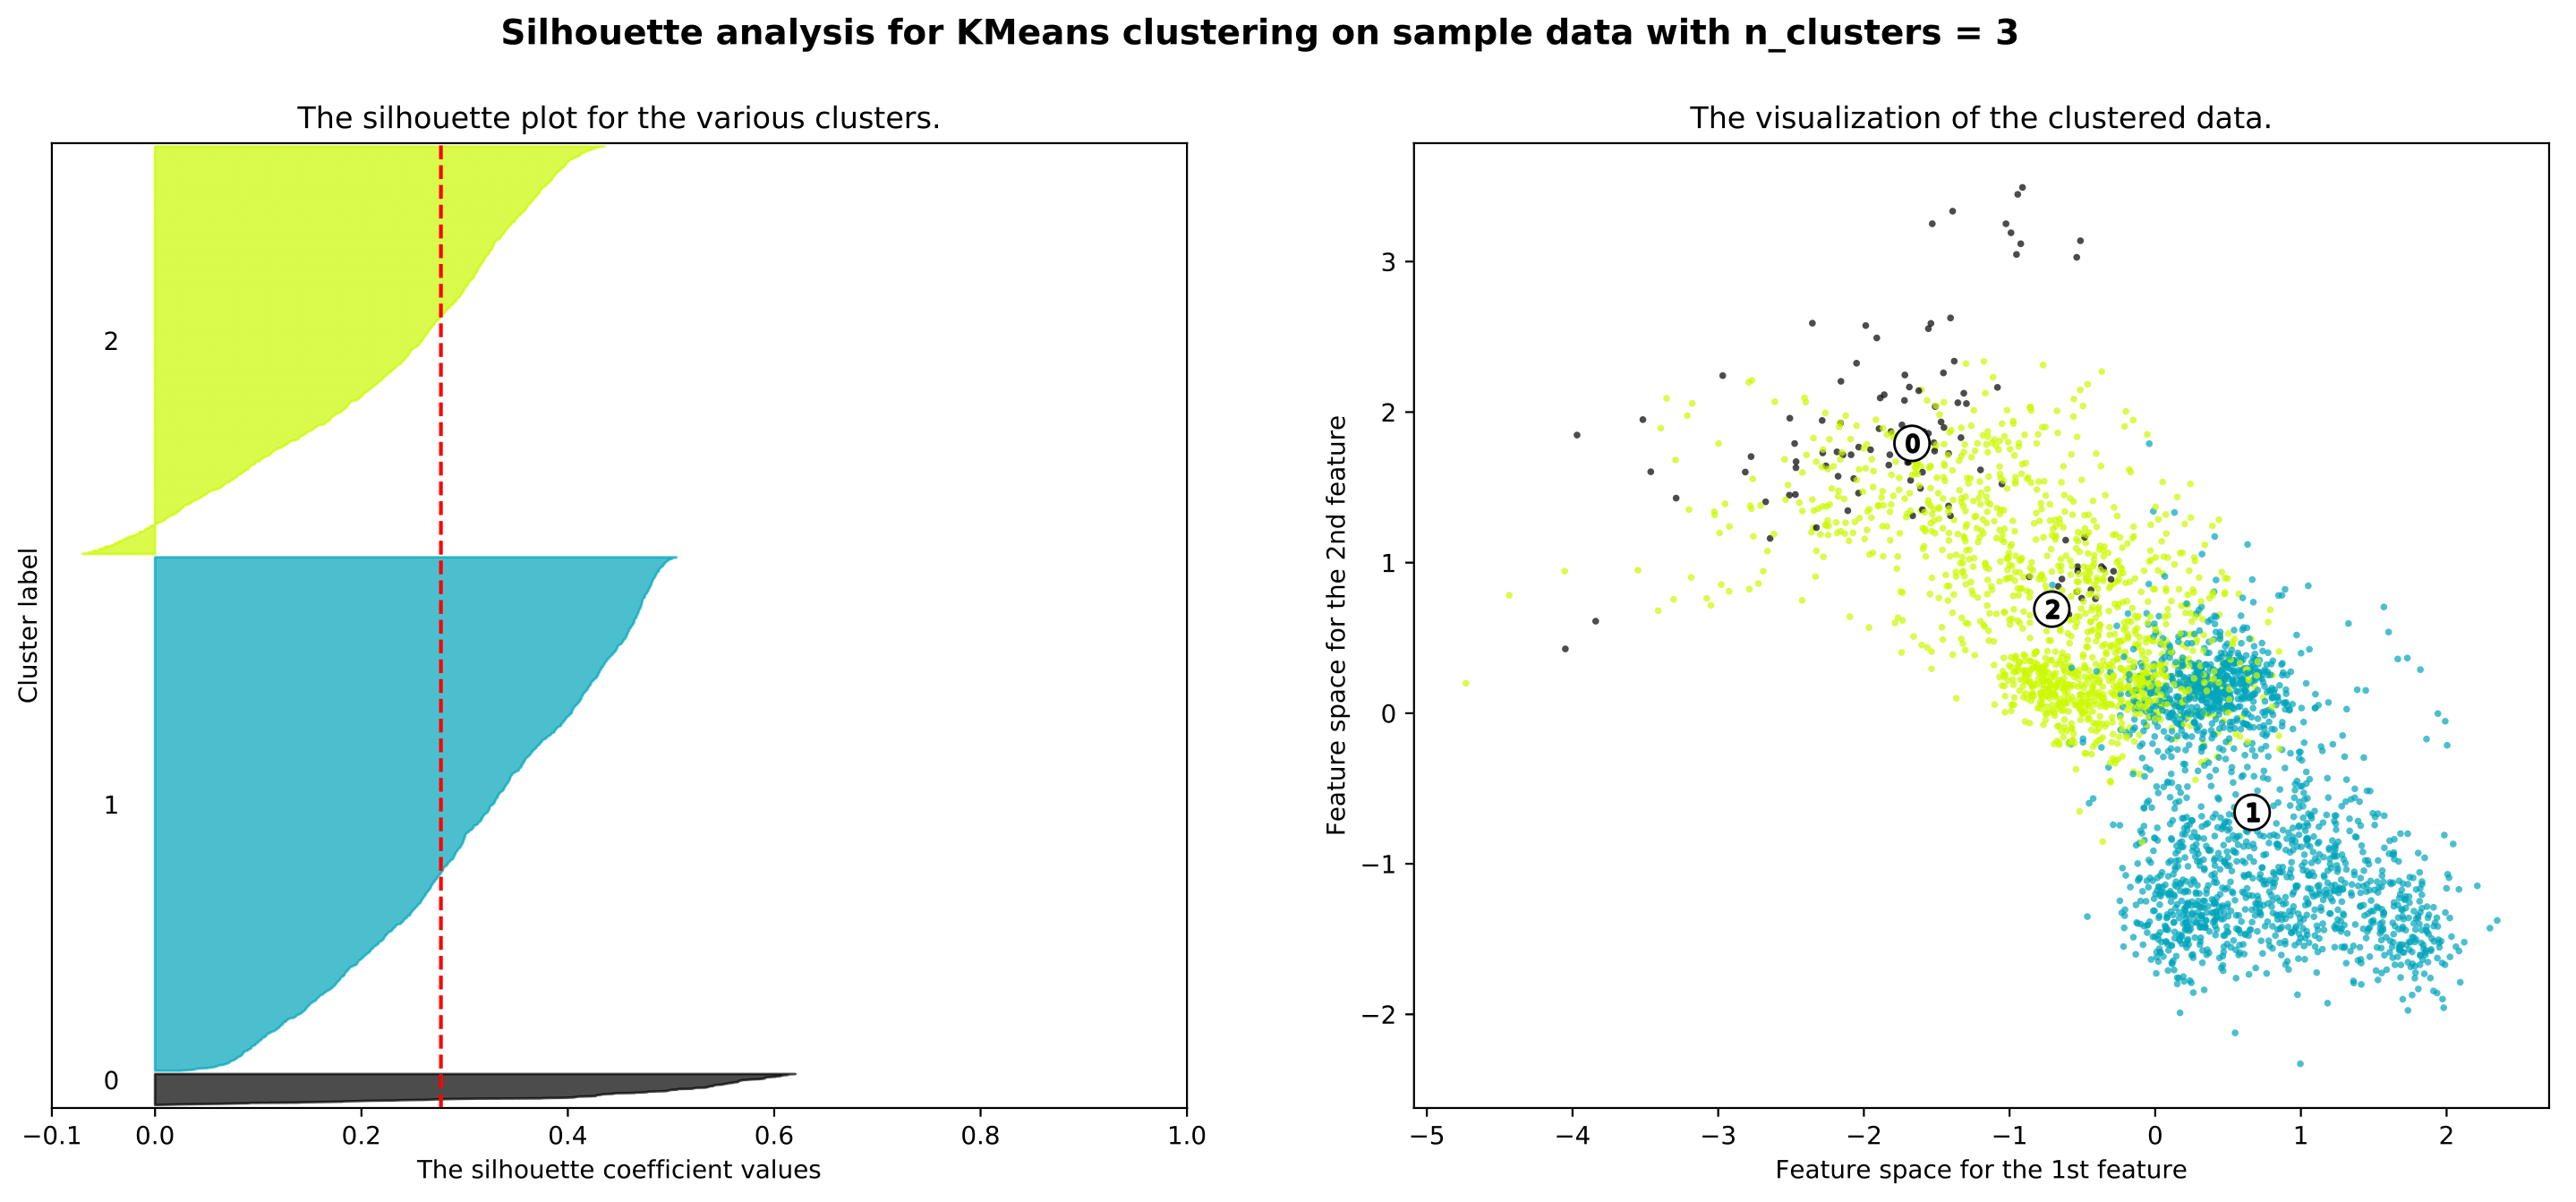 Silhouette analysis for KMeans clustering on sample data with n_clusters = 3
The silhouette plot for the various clusters.
Cluster label
2
1
0
−0.1 0.0 0.2 0.4 0.6 0.8 1.0
The silhouette coefficient values
The visualization of the clustered data.
Feature space for the 2nd feature
3
2
1
0
−1
−2
0
2
1
−5 −4 −3 −2 −1 0 1 2
Feature space for the 1st feature